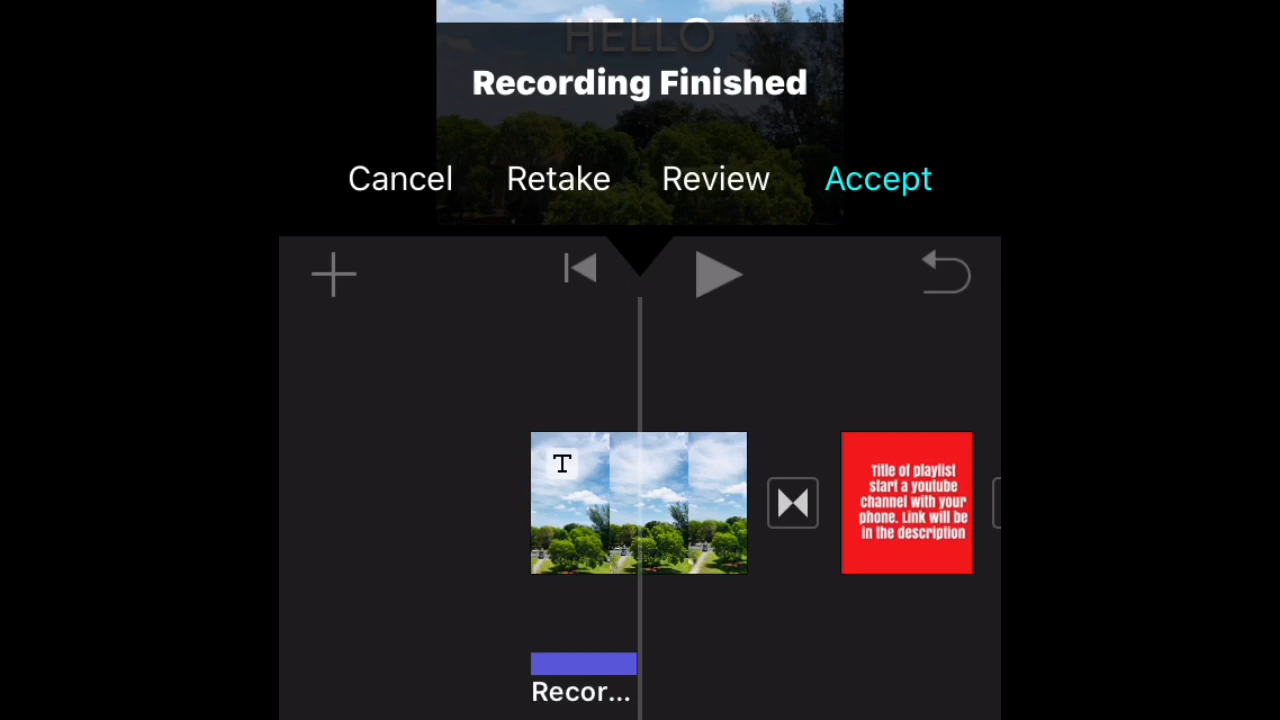 HELLO
Recording Finished
Cancel Retake Review Accept
T
Title of playlist
start a youtube
channel with your
phone. Link will be
in the description
Recor...